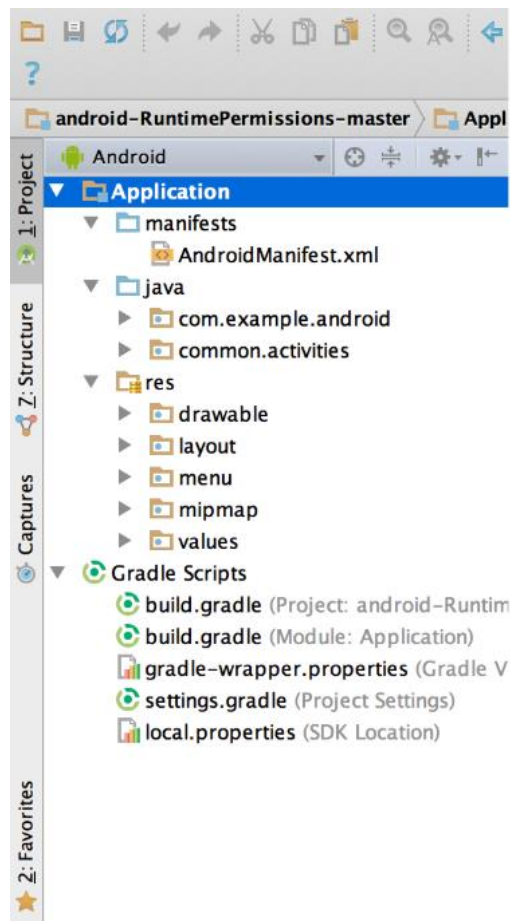 ?
android-RuntimePermissions-master
Appl
Android
1: Project
Application
manifests
AndroidManifest.xml
java
com.example.android
common.activities
Z: Structure
res
drawable
layout
menu
mipmap
values
Captures
Gradle Scripts
build.gradle (Project: android-Runtim
build.gradle (Module: Application)
gradle-wrapper.properties (Gradle V
settings.gradle (Project Settings)
local.properties (SDK Location)
2: Favorites